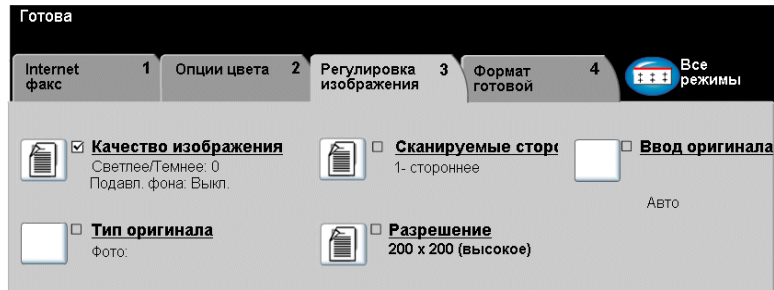 Готова
Internet факс 1
Опции цвета 2
Регулировка изображения 3
Формат готовой 4
Все режимы
Качество изображения
Светлее/Темнее: 0
Подавл. фона: Выкл.
Сканируемые сторо
1- стороннее
Ввод оригинала
Авто
Тип оригинала
Фото:
Разрешение
200 x 200 (высокое)